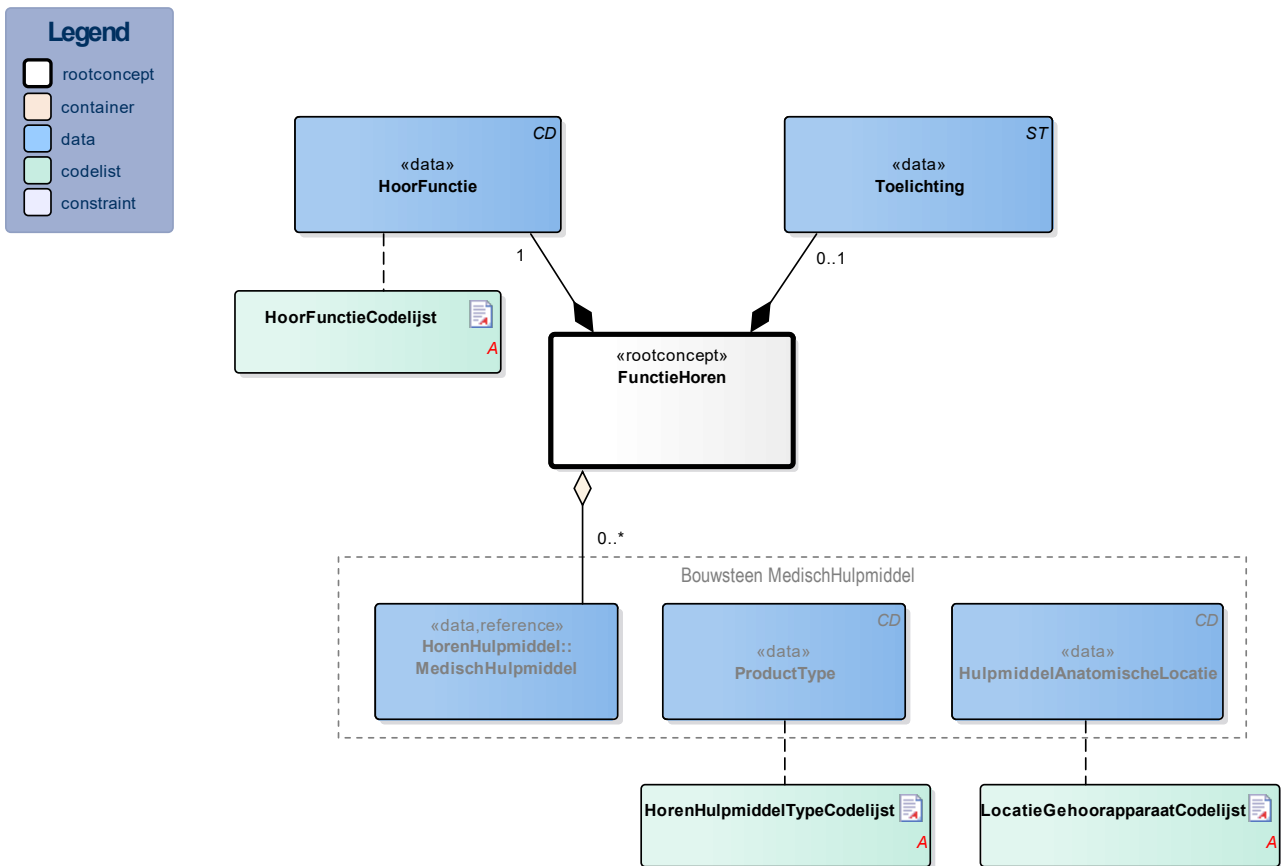 Legend
rootconcept
container
data
codelist
constraint
CD
«data»
HoorFunctie
ST
«data»
Toelichting
1
0..1
HoorFunctieCodelijst
A
«rootconcept»
FunctieHoren
0..*
Bouwsteen MedischHulpmiddel
«data,reference»
HorenHulpmiddel::
MedischHulpmiddel
CD
«data»
ProductType
CD
«data»
HulpmiddelAnatomischeLocatie
HorenHulpmiddelTypeCodelijst
A
LocatieGehoorapparaatCodelijst
A